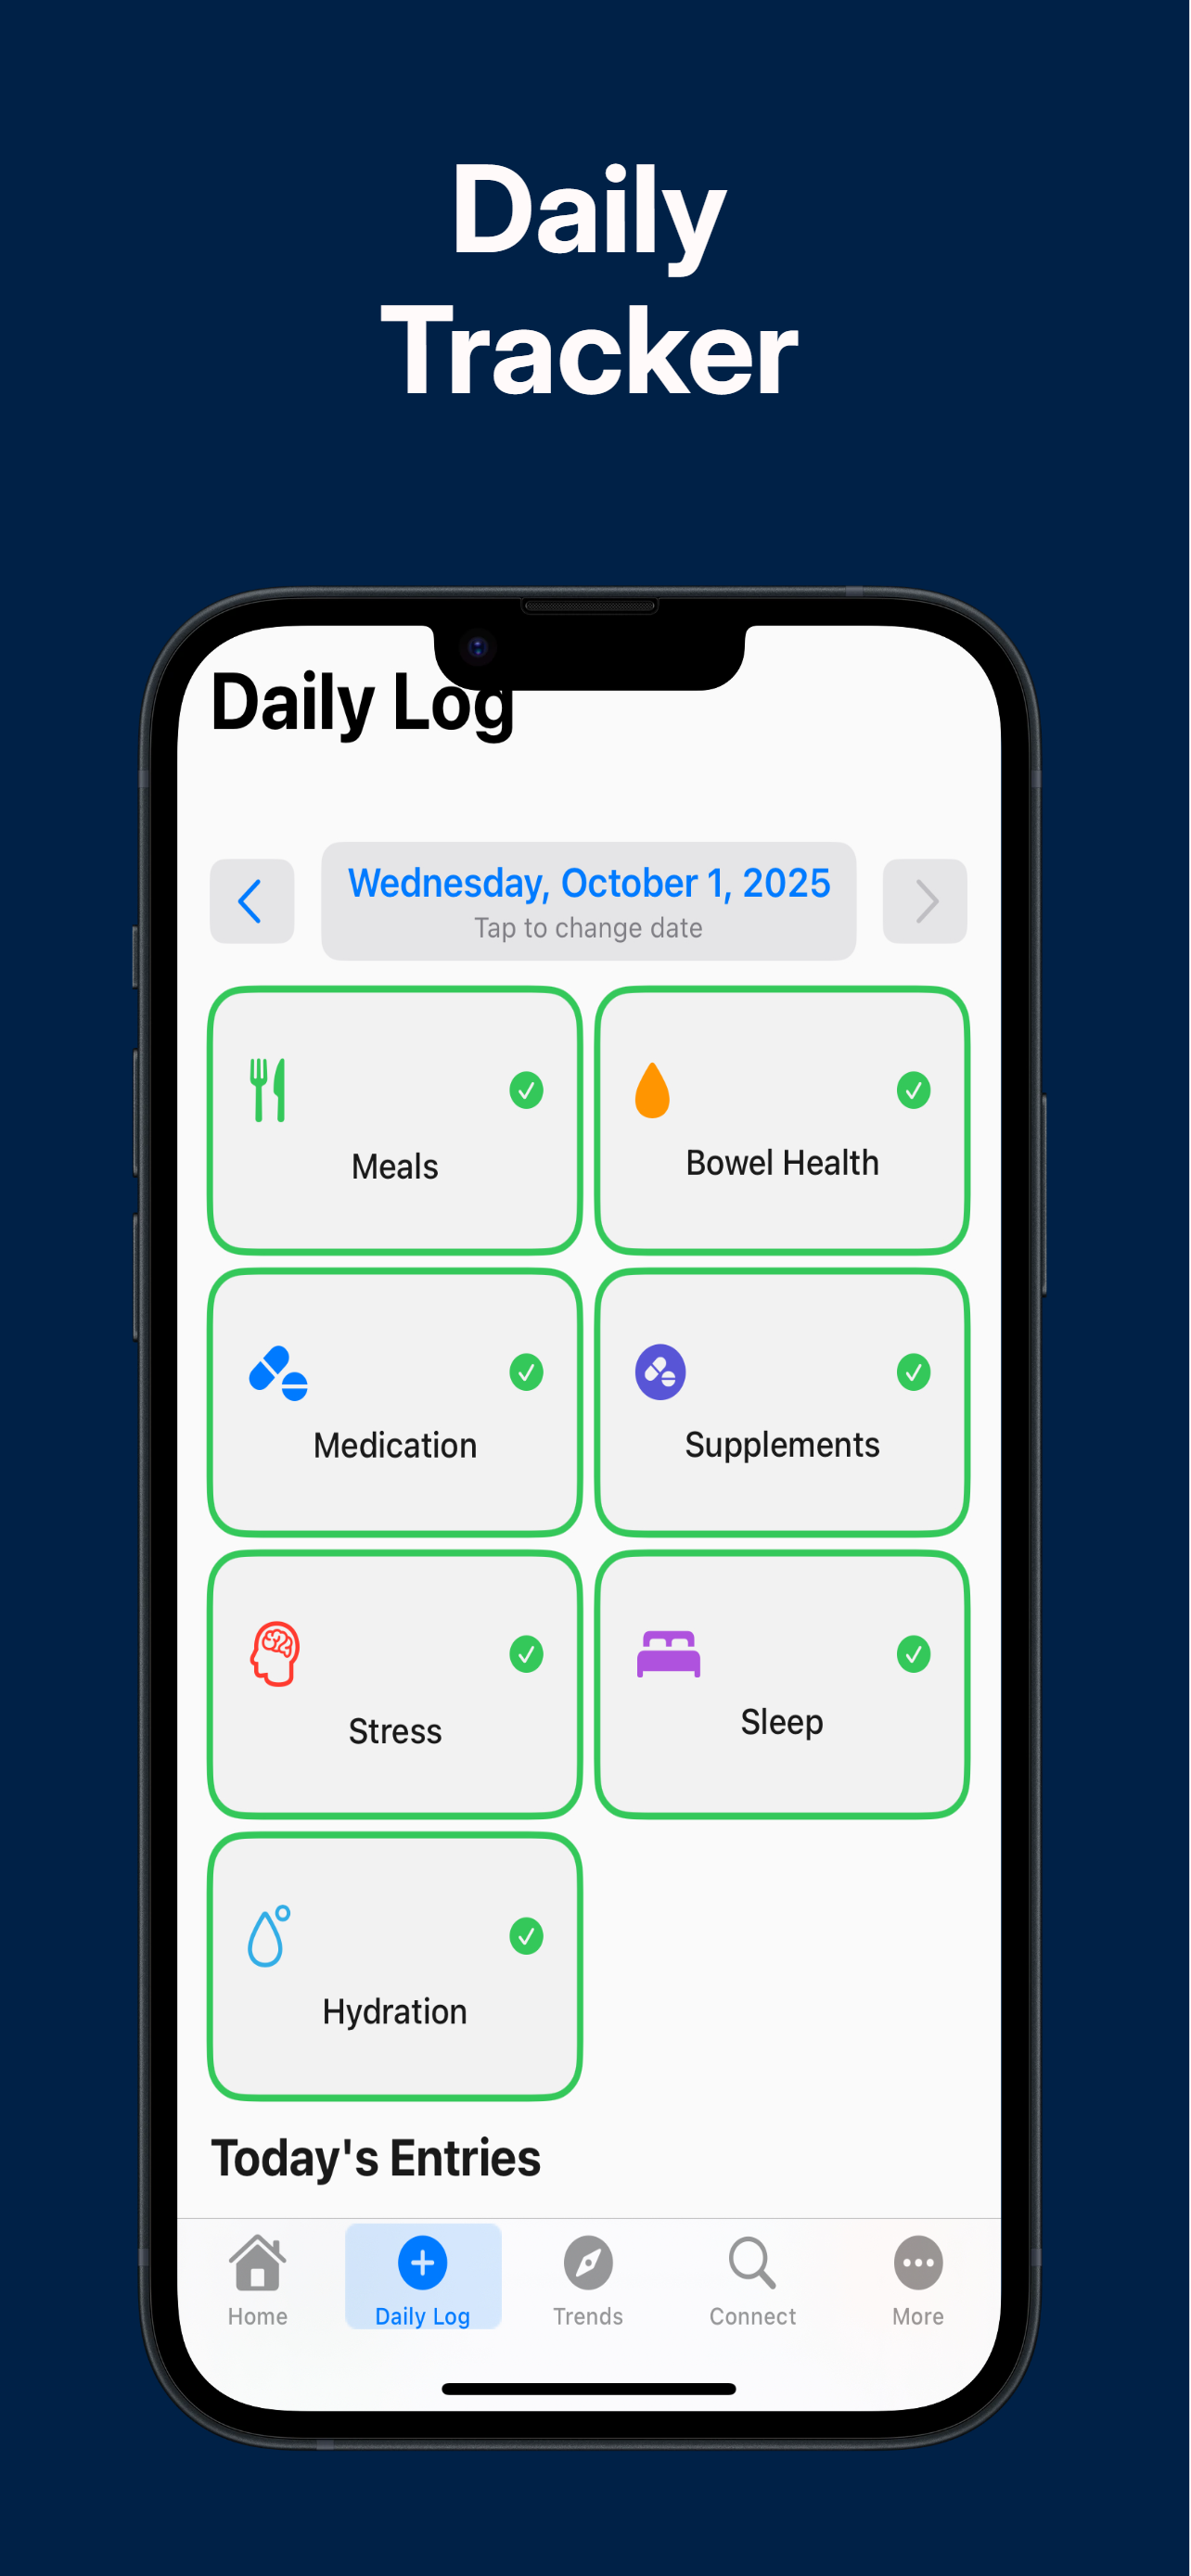 Daily
Tracker
Daily Log
Wednesday, October 1, 2025
Tap to change date
Meals
Bowel Health
Medication
Supplements
Stress
Sleep
Hydration
Today's Entries
Home
Daily Log
Trends
Connect
More